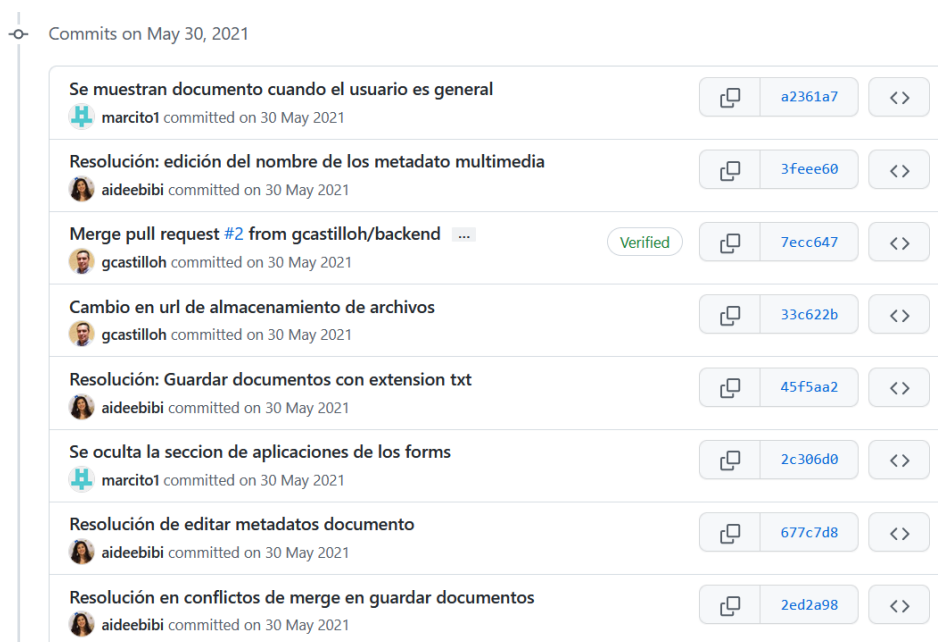 Commits on May 30, 2021
Se muestran documento cuando el usuario es general
a2361a7
marcito1 committed on 30 May 2021
Resolución: edición del nombre de los metadato multimedia
3feee60
aideebibi committed on 30 May 2021
Merge pull request #2 from gcastilloh/backend ...
Verified
7ecc647
gcastilloh committed on 30 May 2021
Cambio en url de almacenamiento de archivos
33c622b
gcastilloh committed on 30 May 2021
Resolución: Guardar documentos con extension txt
45f5aa2
aideebibi committed on 30 May 2021
Se oculta la seccion de aplicaciones de los forms
2c306d0
marcito1 committed on 30 May 2021
Resolución de editar metadatos documento
677c7d8
aideebibi committed on 30 May 2021
Resolución en conflictos de merge en guardar documentos
2ed2a98
aideebibi committed on 30 May 2021